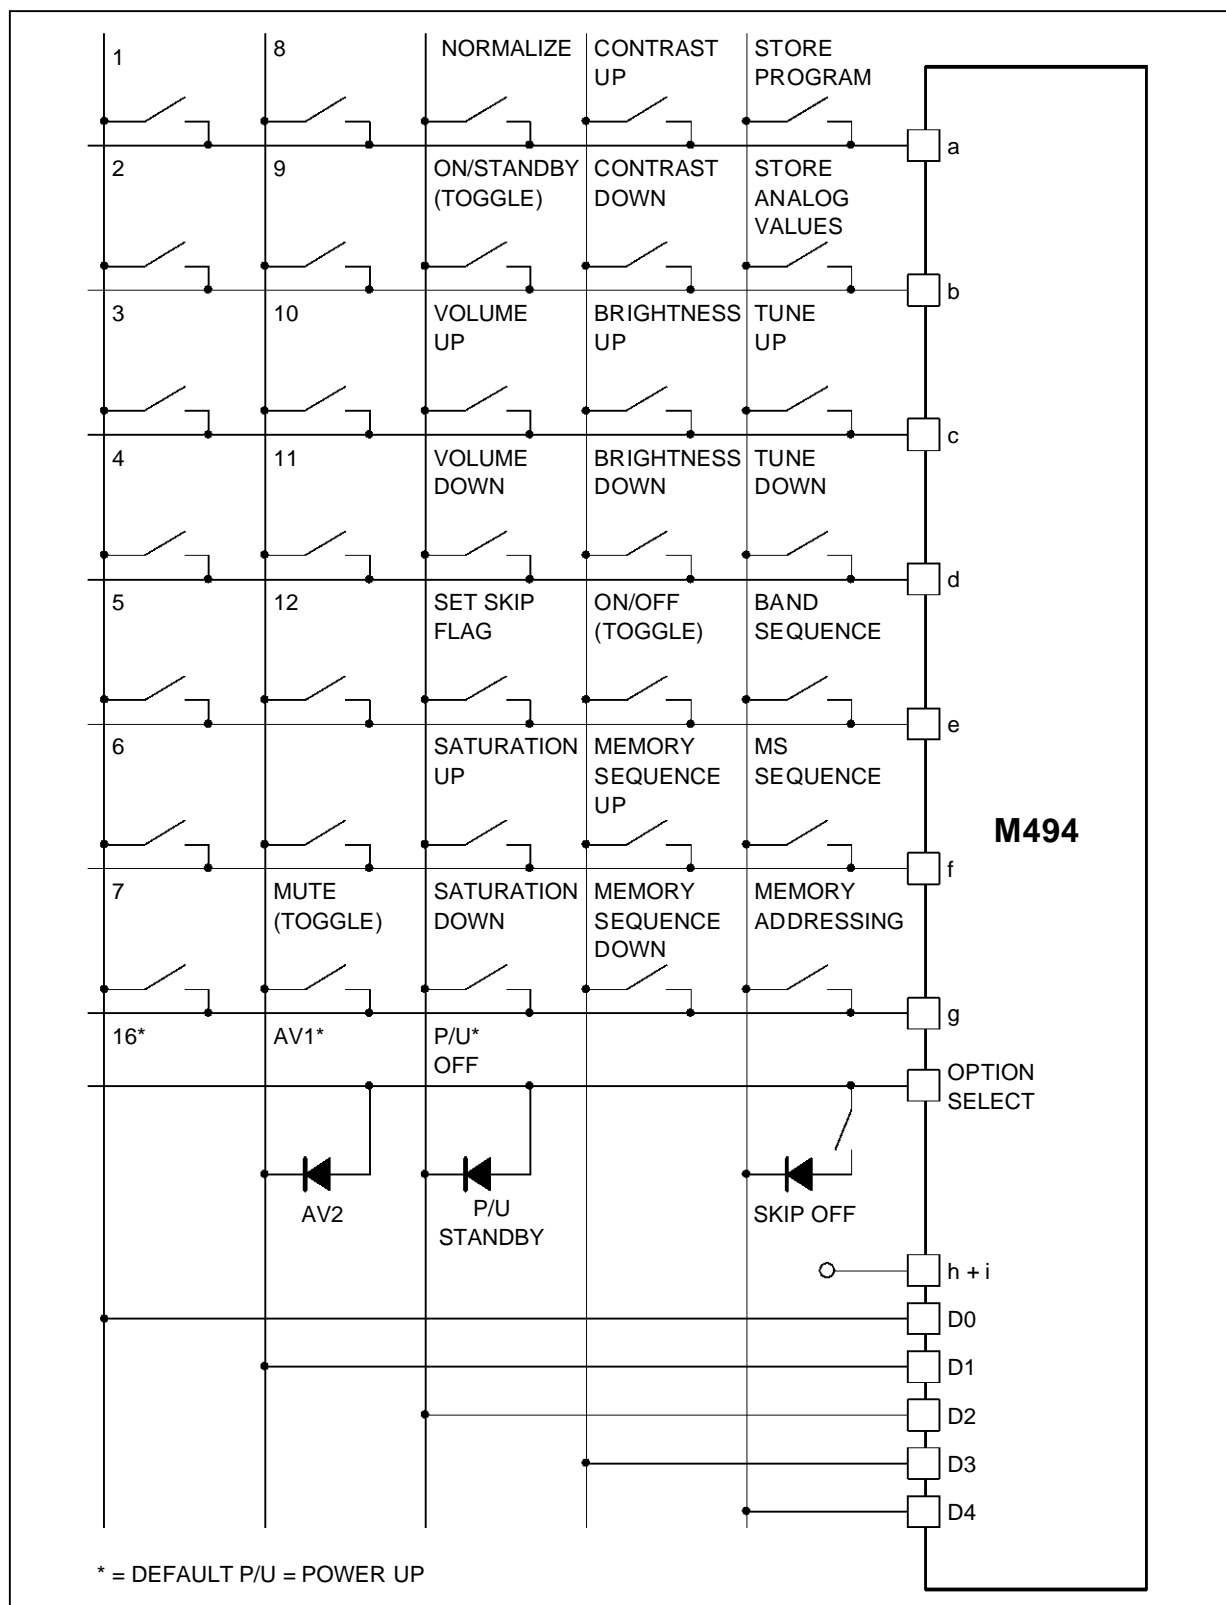 1
8
NORMALIZE
CONTRAST
UP
STORE
PROGRAM
a
2
9
ON/STANDBY
(TOGGLE)
CONTRAST
DOWN
STORE
ANALOG
VALUES
b
3
10
VOLUME
UP
BRIGHTNESS
UP
TUNE
UP
c
4
11
VOLUME
DOWN
BRIGHTNESS
DOWN
TUNE
DOWN
d
5
12
SET SKIP
FLAG
ON/OFF
(TOGGLE)
BAND
SEQUENCE
e
6
SATURATION
UP
MEMORY
SEQUENCE
UP
MS
SEQUENCE
M494
f
7
MUTE
(TOGGLE)
SATURATION
DOWN
MEMORY
SEQUENCE
DOWN
MEMORY
ADDRESSING
g
16*
AV1*
P/U*
OFF
OPTION
SELECT
AV2
P/U
STANDBY
SKIP OFF
h + i
D0
D1
D2
D3
D4
* = DEFAULT P/U = POWER UP